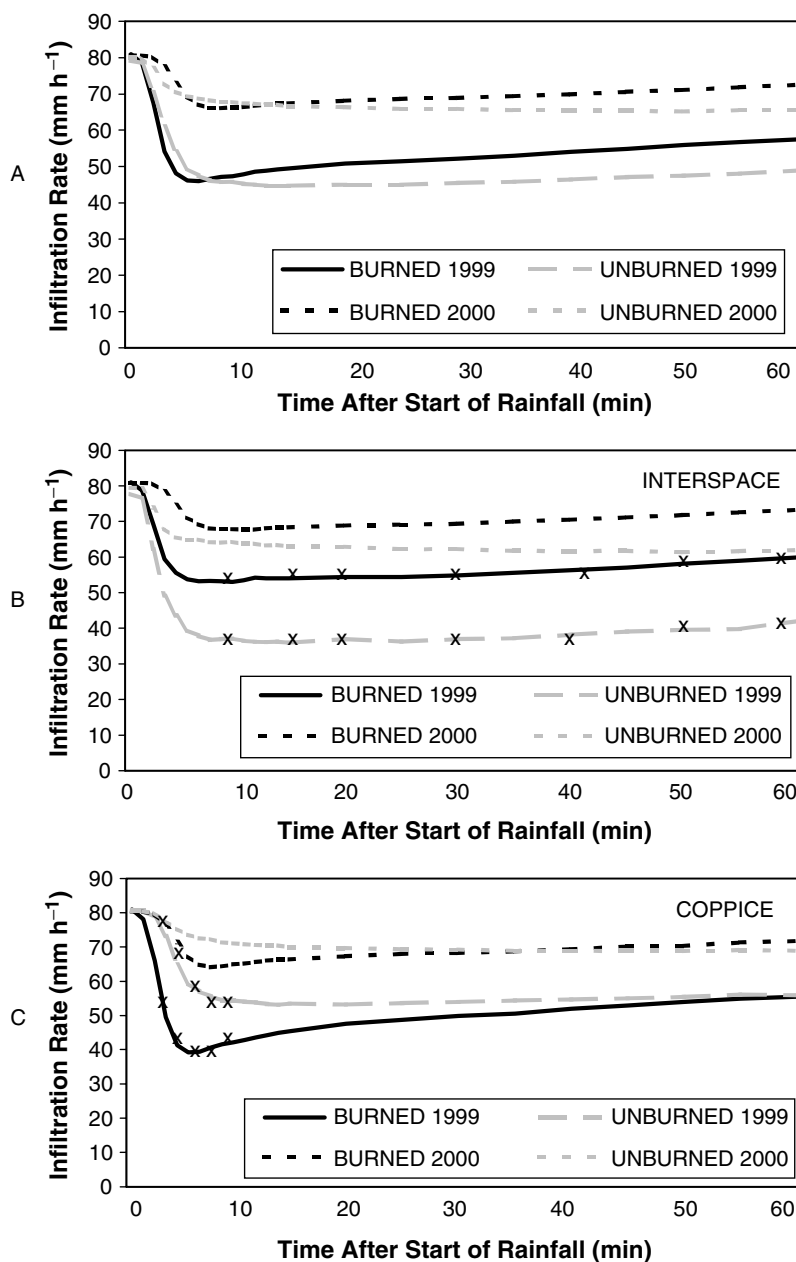 90
80
70
60
50
40
30
20
10
0
Infiltration Rate (mm h⁻¹)
A
BURNED 1999 UNBURNED 1999
BURNED 2000 UNBURNED 2000
0 10 20 30 40 50 60
Time After Start of Rainfall (min)
90
80
70
60
50
40
30
20
10
0
Infiltration Rate (mm h⁻¹)
B
INTERSPACE
x x x x x x x
x x x x x x x
BURNED 1999 UNBURNED 1999
BURNED 2000 UNBURNED 2000
0 10 20 30 40 50 60
Time After Start of Rainfall (min)
90
80
70
60
50
40
30
20
10
0
Infiltration Rate (mm h⁻¹)
C
COPPICE
x x x x x
x x x x x
BURNED 1999 UNBURNED 1999
BURNED 2000 UNBURNED 2000
0 10 20 30 40 50 60
Time After Start of Rainfall (min)